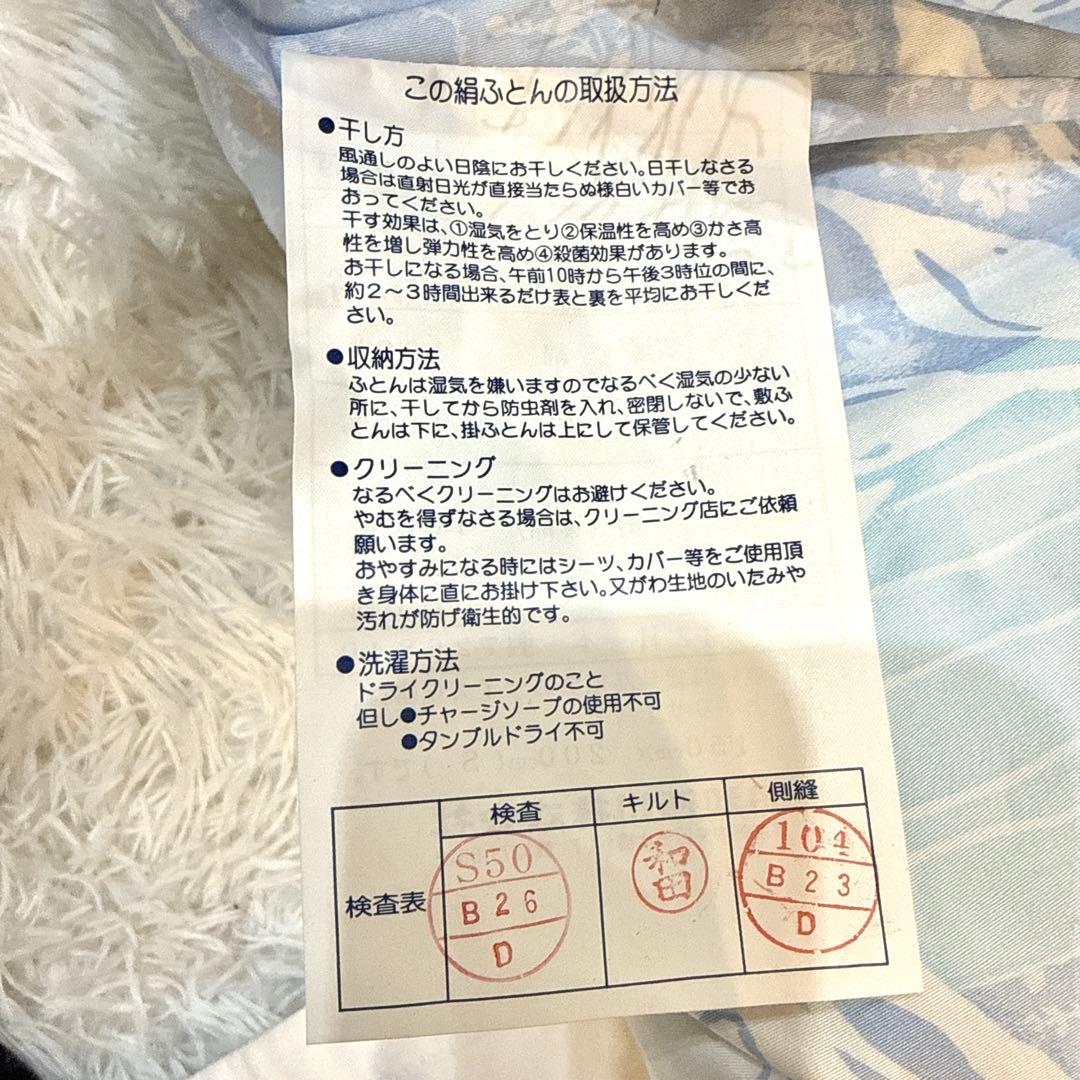 この絹ふとんの取扱方法
●干し方
風通しのよい日陰にお干しください。日干しなさる
場合は直射日光が直接当たらぬ様白いカバー等でお
おってください。
干す効果は、①湿気をとり②保温性を高め③かさ高
性を増し弾力性を高め④殺菌効果があります。
お干しになる場合、午前10時から午後3時位の間に、
約2～3時間出来るだけ表と裏を平均にお干しくだ
さい。
●収納方法
ふとんは湿気を嫌いますのでなるべく湿気の少ない
所に、干してから防虫剤を入れ、密閉しないで、敷ふ
とんは下に、掛ふとんは上にして保管してください。
●クリーニング
なるべくクリーニングはお避けください。
やむを得ずなさる場合は、クリーニング店にご依頼
願います。
おやすみになる時にはシーツ、カバー等をご使用頂
き身体に直にお掛け下さい。又がわ生地のいたみや
汚れが防げ衛生的です。
●洗濯方法
ドライクリーニングのこと
但し●チャージソープの使用不可
●タンブルドライ不可
検査 キルト 側縫
検査表
S50
B 26
D
和田
104
B 23
D